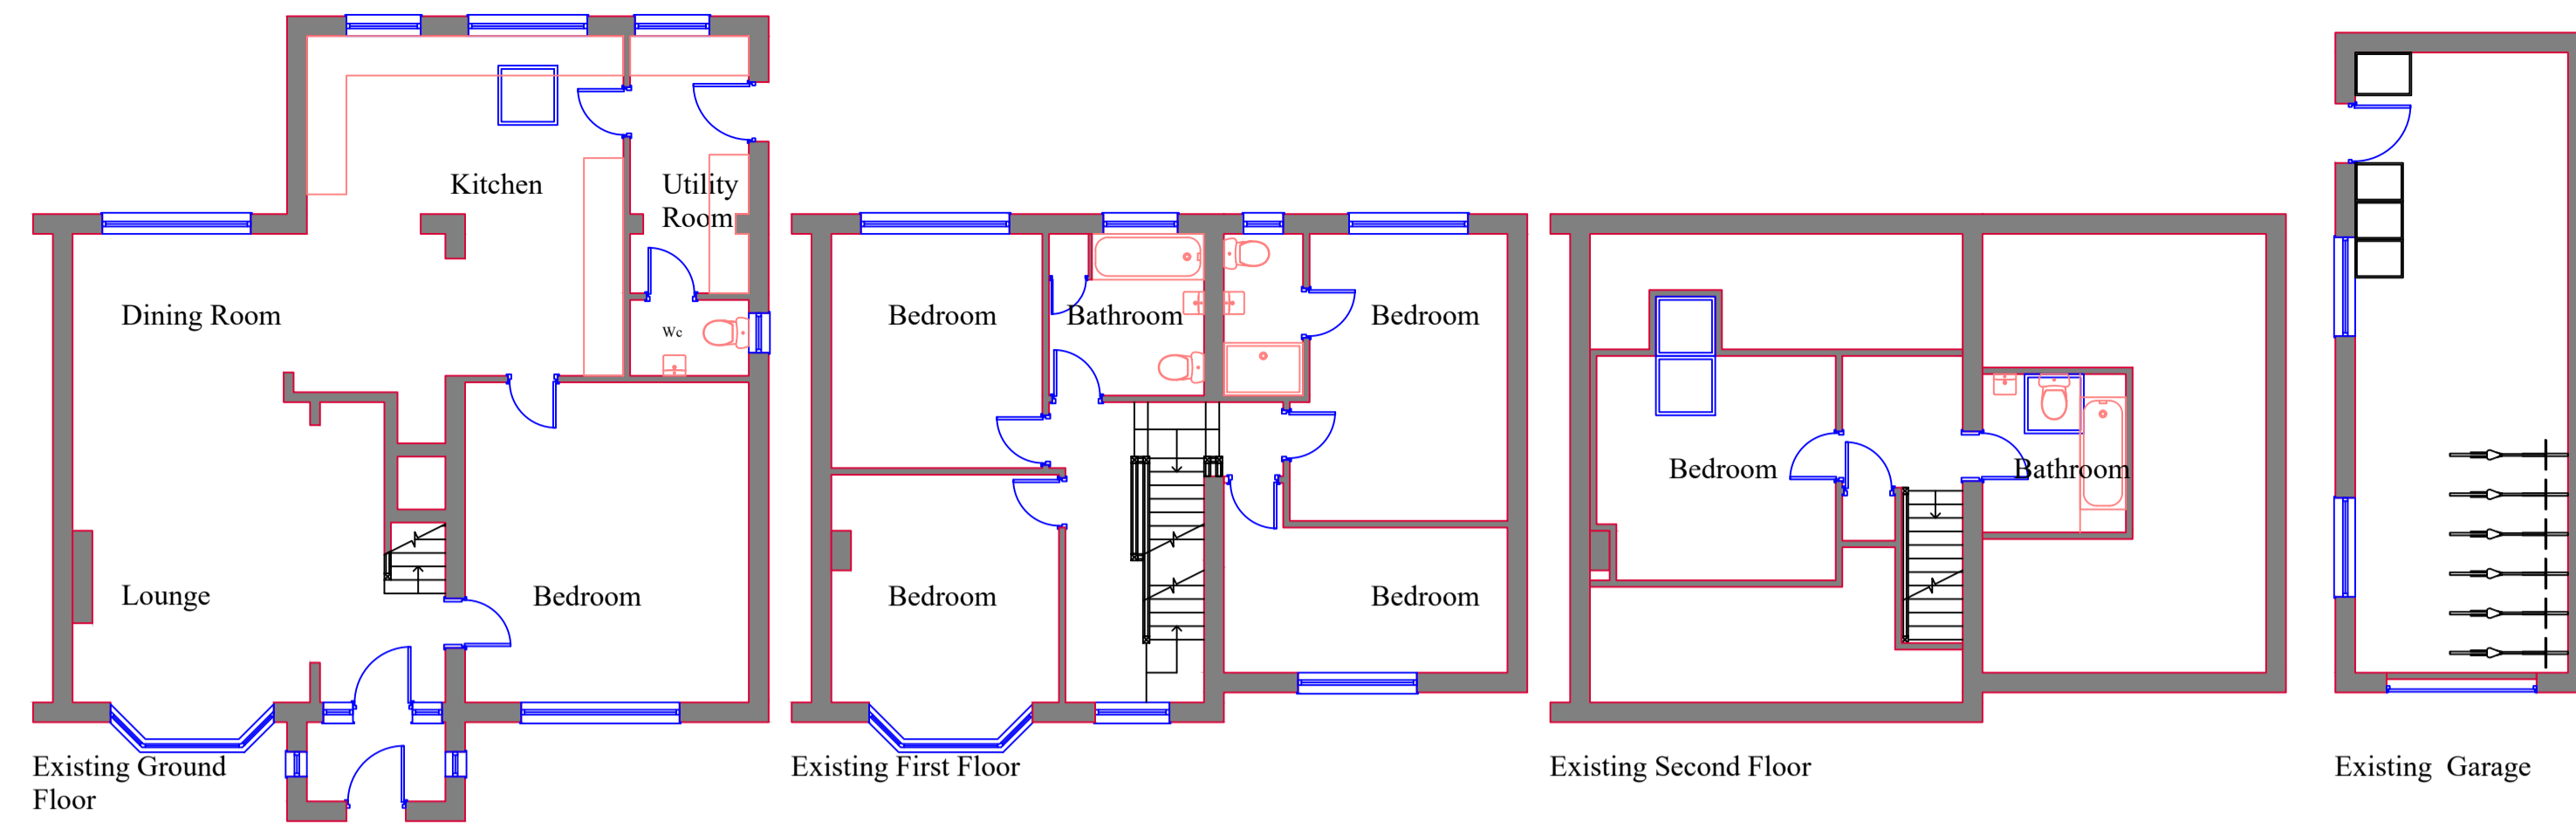 Kitchen
Utility
Room
Dining Room
Wc
Lounge
Bedroom
Existing Ground
Floor
Bedroom
Bathroom
Bedroom
Bedroom
Bedroom
Existing First Floor
Bedroom
Bathroom
Existing Second Floor
Existing Garage